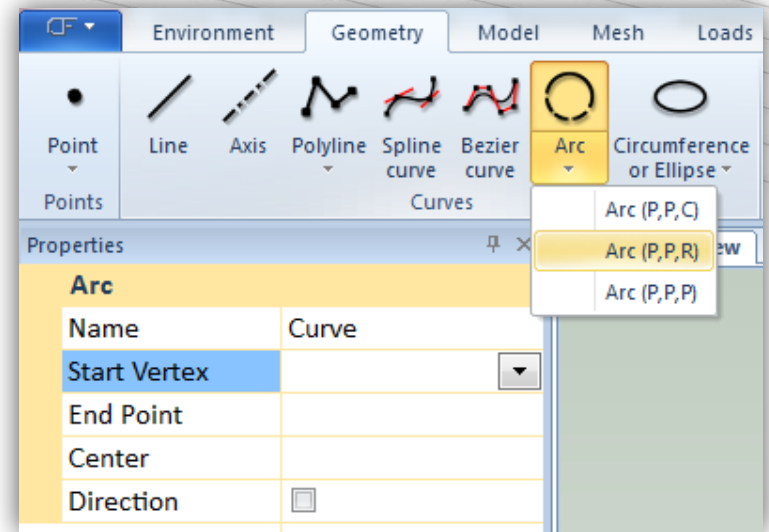 Environment Geometry Model Mesh Loads
Point Line Axis Polyline Spline curve Bezier curve Arc Circumference or Ellipse
Points Curves
Arc (P,P,C)
Arc (P,P,R)
Arc (P,P,P)
Properties
Arc
Name Curve
Start Vertex
End Point
Center
Direction